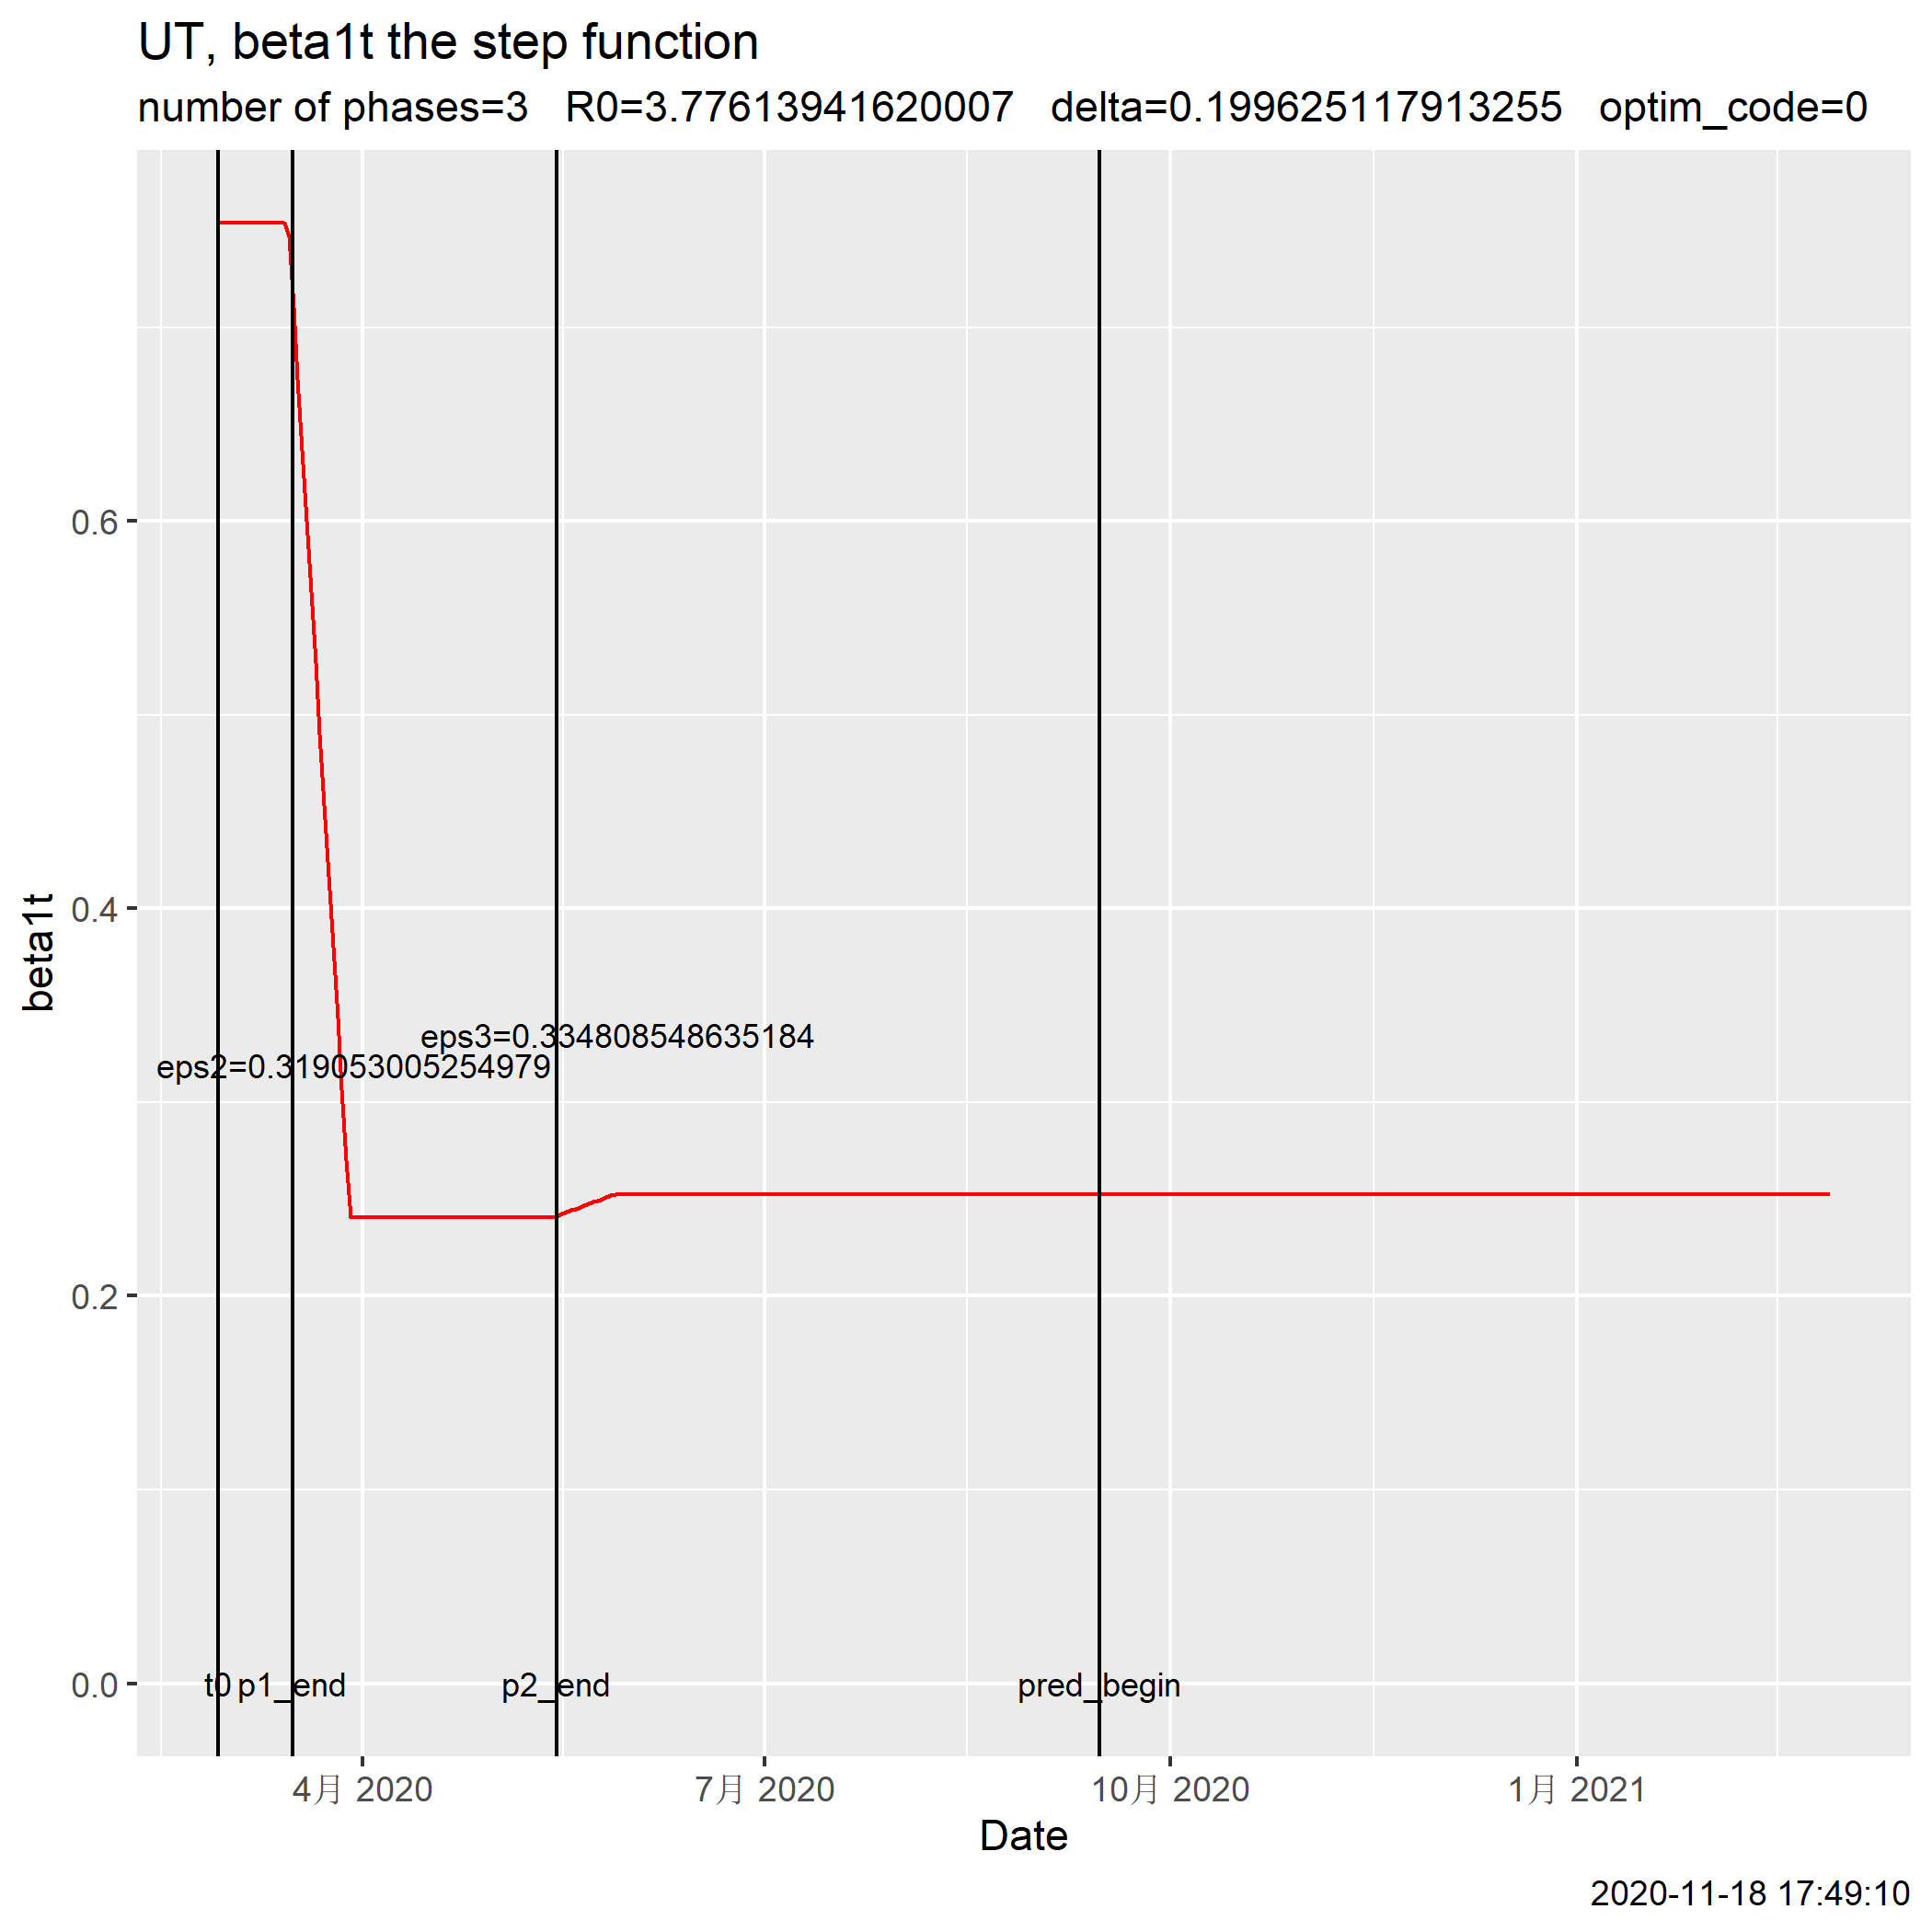 UT, beta1t the step function
number of phases=3 R0=3.77613941620007 delta=0.199625117913255 optim_code=0
0.6
0.4
0.2
0.0
beta1t
eps3=0.334808548635184
eps2=0.319053005254979
t0 p1_end p2_end pred_begin
4月 2020 7月 2020 10月 2020 1月 2021
Date
2020-11-18 17:49:10